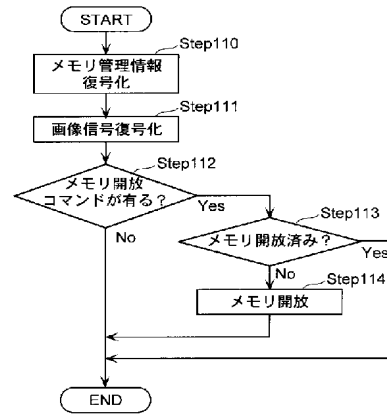 START
Step110
メモリ管理情報
復号化
Step111
画像信号復号化
Step112
メモリ開放
コマンドが有る？
Yes
No
Step113
メモリ開放済み？
Yes
No
Step114
メモリ開放
END